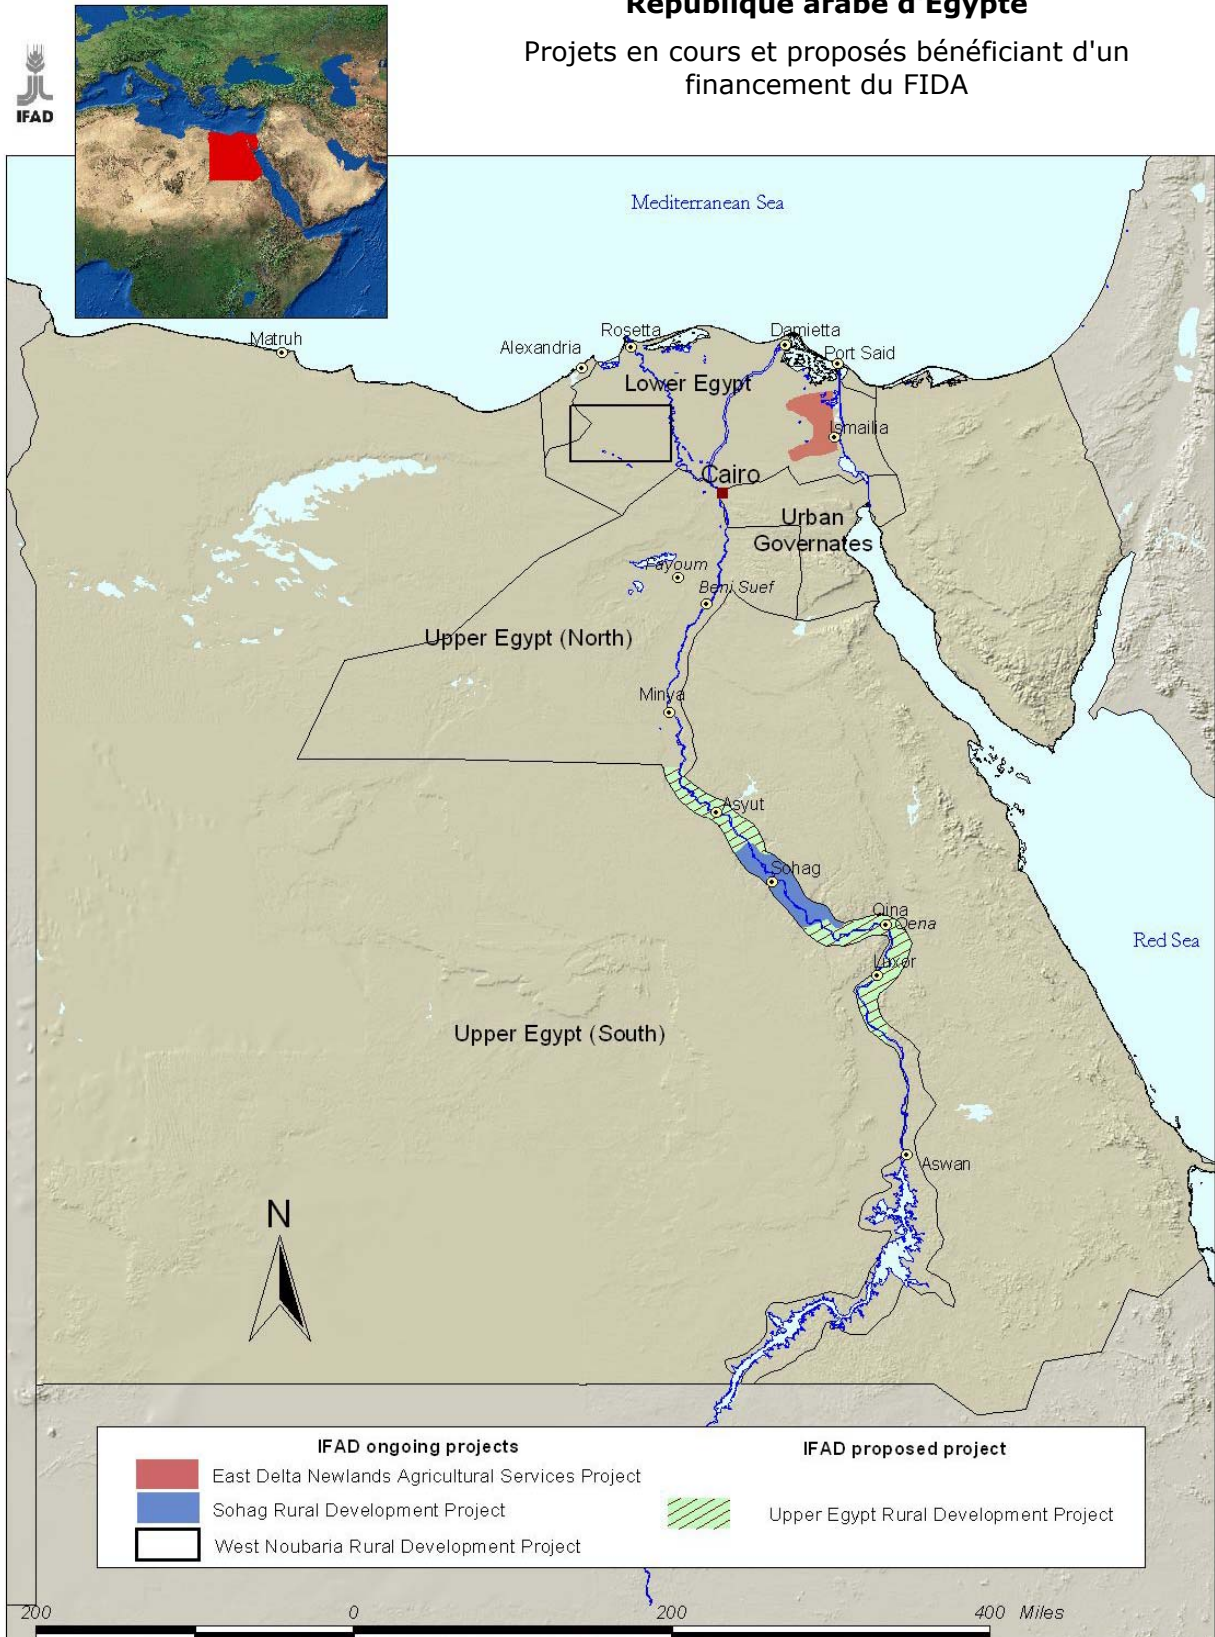 République arabe d'Egypte
Projets en cours et proposés bénéficiant d'un
financement du FIDA
IFAD
Mediterranean Sea
Matruh
Alexandria
Rosetta
Damietta
Port Said
Lower Egypt
Ismailia
Cairo
Urban
Governates
Fayoum
Beni Suef
Upper Egypt (North)
Minya
Asyut
Sohag
Qina
Qena
Luxor
Red Sea
Upper Egypt (South)
Aswan
N
IFAD ongoing projects
East Delta Newlands Agricultural Services Project
Sohag Rural Development Project
West Noubaria Rural Development Project
IFAD proposed project
Upper Egypt Rural Development Project
200 0 200 400 Miles